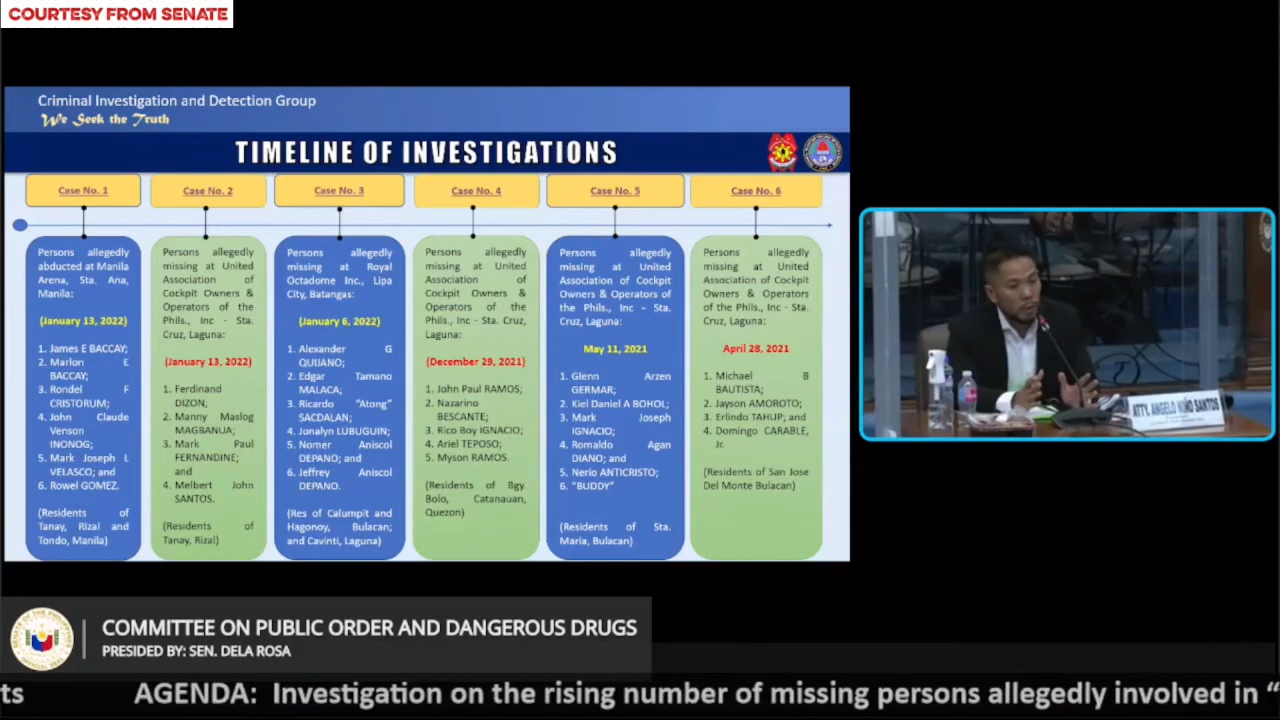 COURTESY FROM SENATE
Criminal Investigation and Detection Group
We Seek the Truth
TIMELINE OF INVESTIGATIONS
Case No. 1
Persons allegedly
abducted at Manila
Arena, Sta. Ana,
Manila:
(January 13, 2022)
1. James E BACCAY;
2. Marlon E
BACCAY;
3. Rondel F
CRISTORUM;
4. John Claude
Venson
INONOG;
5. Mark Joseph L
VELASCO; and
6. Rowel GOMEZ.
(Residents of
Tanay, Rizal and
Tondo, Manila)
Case No. 2
Persons allegedly
missing at United
Association of
Cockpit Owners &
Operators of the
Phils., Inc - Sta.
Cruz, Laguna:
(January 13, 2022)
1. Ferdinand
DIZON,
2. Manny Maslog
MAGBANUA;
3. Mark Paul
FERNANDINE;
and
4. Melbert John
SANTOS.
(Residents of
Tanay, Rizal)
Case No. 3
Persons allegedly
missing at Royal
Octadome Inc., Lipa
City, Batangas:
(January 6, 2022)
1. Alexander G
QUIJANO;
2. Edgar Tamano
MALACA;
3. Ricardo "Atong"
SACDALAN;
4. Jonalyn LUBUGUIN;
5. Nomer Aniscol
DEPANO; and
6. Jeffrey Aniscol
DEPANO.
(Res of Calumpit and
Hagonoy, Bulacan;
and Cavinti, Laguna)
Case No. 4
Persons allegedly
missing at United
Association of
Cockpit Owners &
Operators of the
Phils., Inc - Sta. Cruz,
Laguna:
(December 29, 2021)
1. John Paul RAMOS;
2. Nazarino
BESCANTE;
3. Rico Boy IGNACIO;
4. Ariel TEPOSO;
5. Myson RAMOS.
(Residents of Bgy.
Bolo, Catanauan,
Quezon)
Case No. 5
Persons allegedly
missing at United
Association of Cockpit
Owners & Operators
of the Phils., Inc - Sta.
Cruz, Laguna:
May 11, 2021
1. Glenn Arzen
GERMAR;
2. Kiel Daniel A BOHOL;
3. Mark Joseph
IGNACIO;
4. Romaldo Agan
DIANO; and
5. Nerio ANTICRISTO;
6. "BUDDY"
(Residents of Sta.
Maria, Bulacan)
Case No. 6
Persons allegedly
missing at United
Association of Cockpit
Owners & Operators
of the Phils., Inc - Sta.
Cruz, Laguna:
April 28, 2021
1. Michael B
BAUTISTA;
2. Jayson AMOROTO;
3. Erlindo TAHUP; and
4. Domingo CARABLE,
Jr.
(Residents of San Jose
Del Monte Bulacan)
ATTY. ANGELO NIÑO SANTOS
COMMITTEE ON PUBLIC ORDER AND DANGEROUS DRUGS
PRESIDED BY: SEN. DELA ROSA
ts AGENDA: Investigation on the rising number of missing persons allegedly involved in "